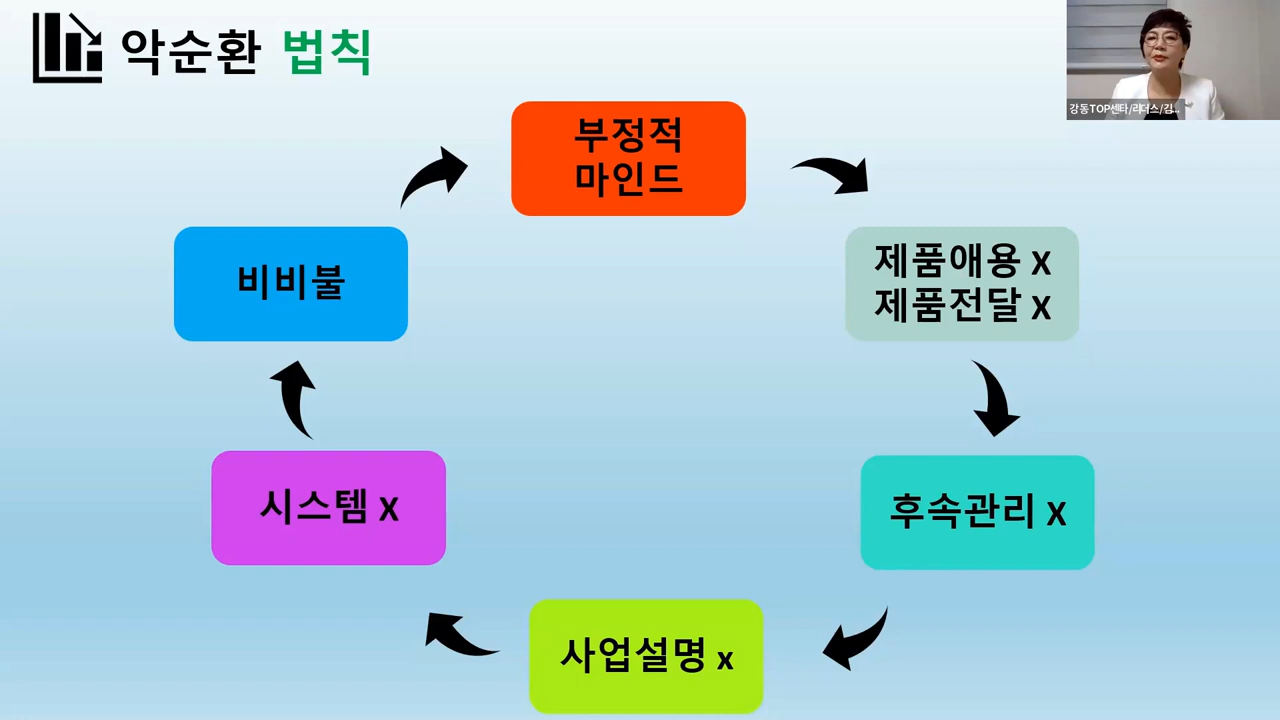 악순환 법칙
강동TOP센타/리더스/김...
부정적
마인드
제품애용 X
제품전달 X
후속관리 X
사업설명 x
시스템 X
비비불